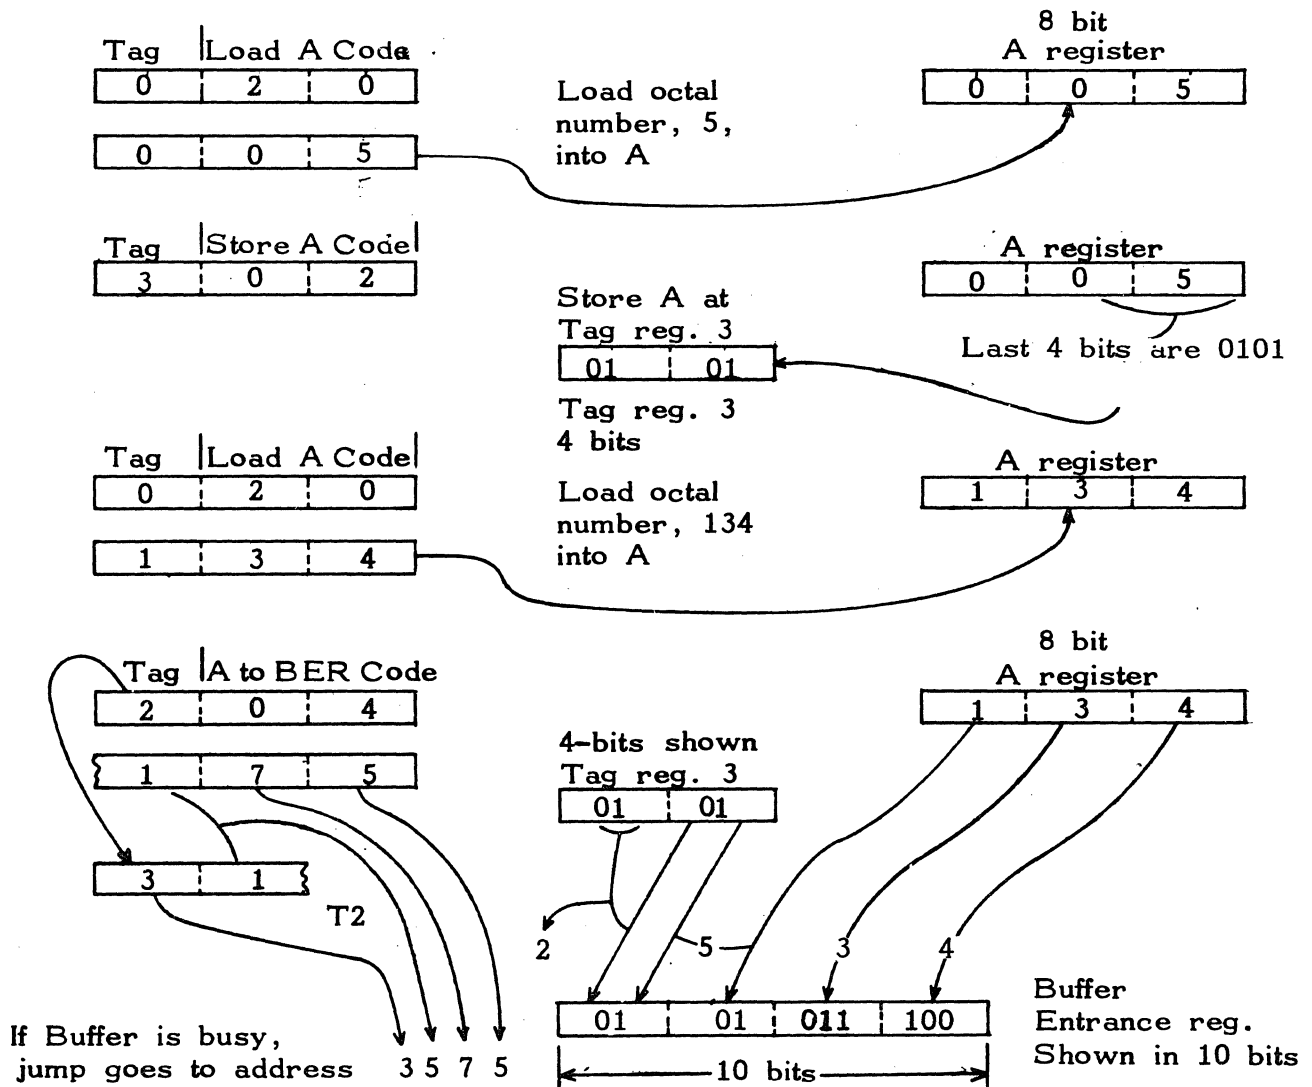 8 bit
Tag Load A Code
A register
0 2 0
0 0 5
Load octal
number, 5,
into A
0 0 5
Tag Store A Code
3 0 2
A register
0 0 5
Store A at
Tag reg. 3
01 01
Last 4 bits are 0101
Tag reg. 3
4 bits
Tag Load A Code
0 2 0
A register
1 3 4
Load octal
number, 134
into A
1 3 4
8 bit
Tag A to BER Code
A register
2 0 4
1 3 4
4-bits shown
Tag reg. 3
1 7 5
01 01
3 1
T2
2
5
3
4
01 01 011 100
Buffer
Entrance reg.
Shown in 10 bits
If Buffer is busy,
jump goes to address 3 5 7 5
10 bits